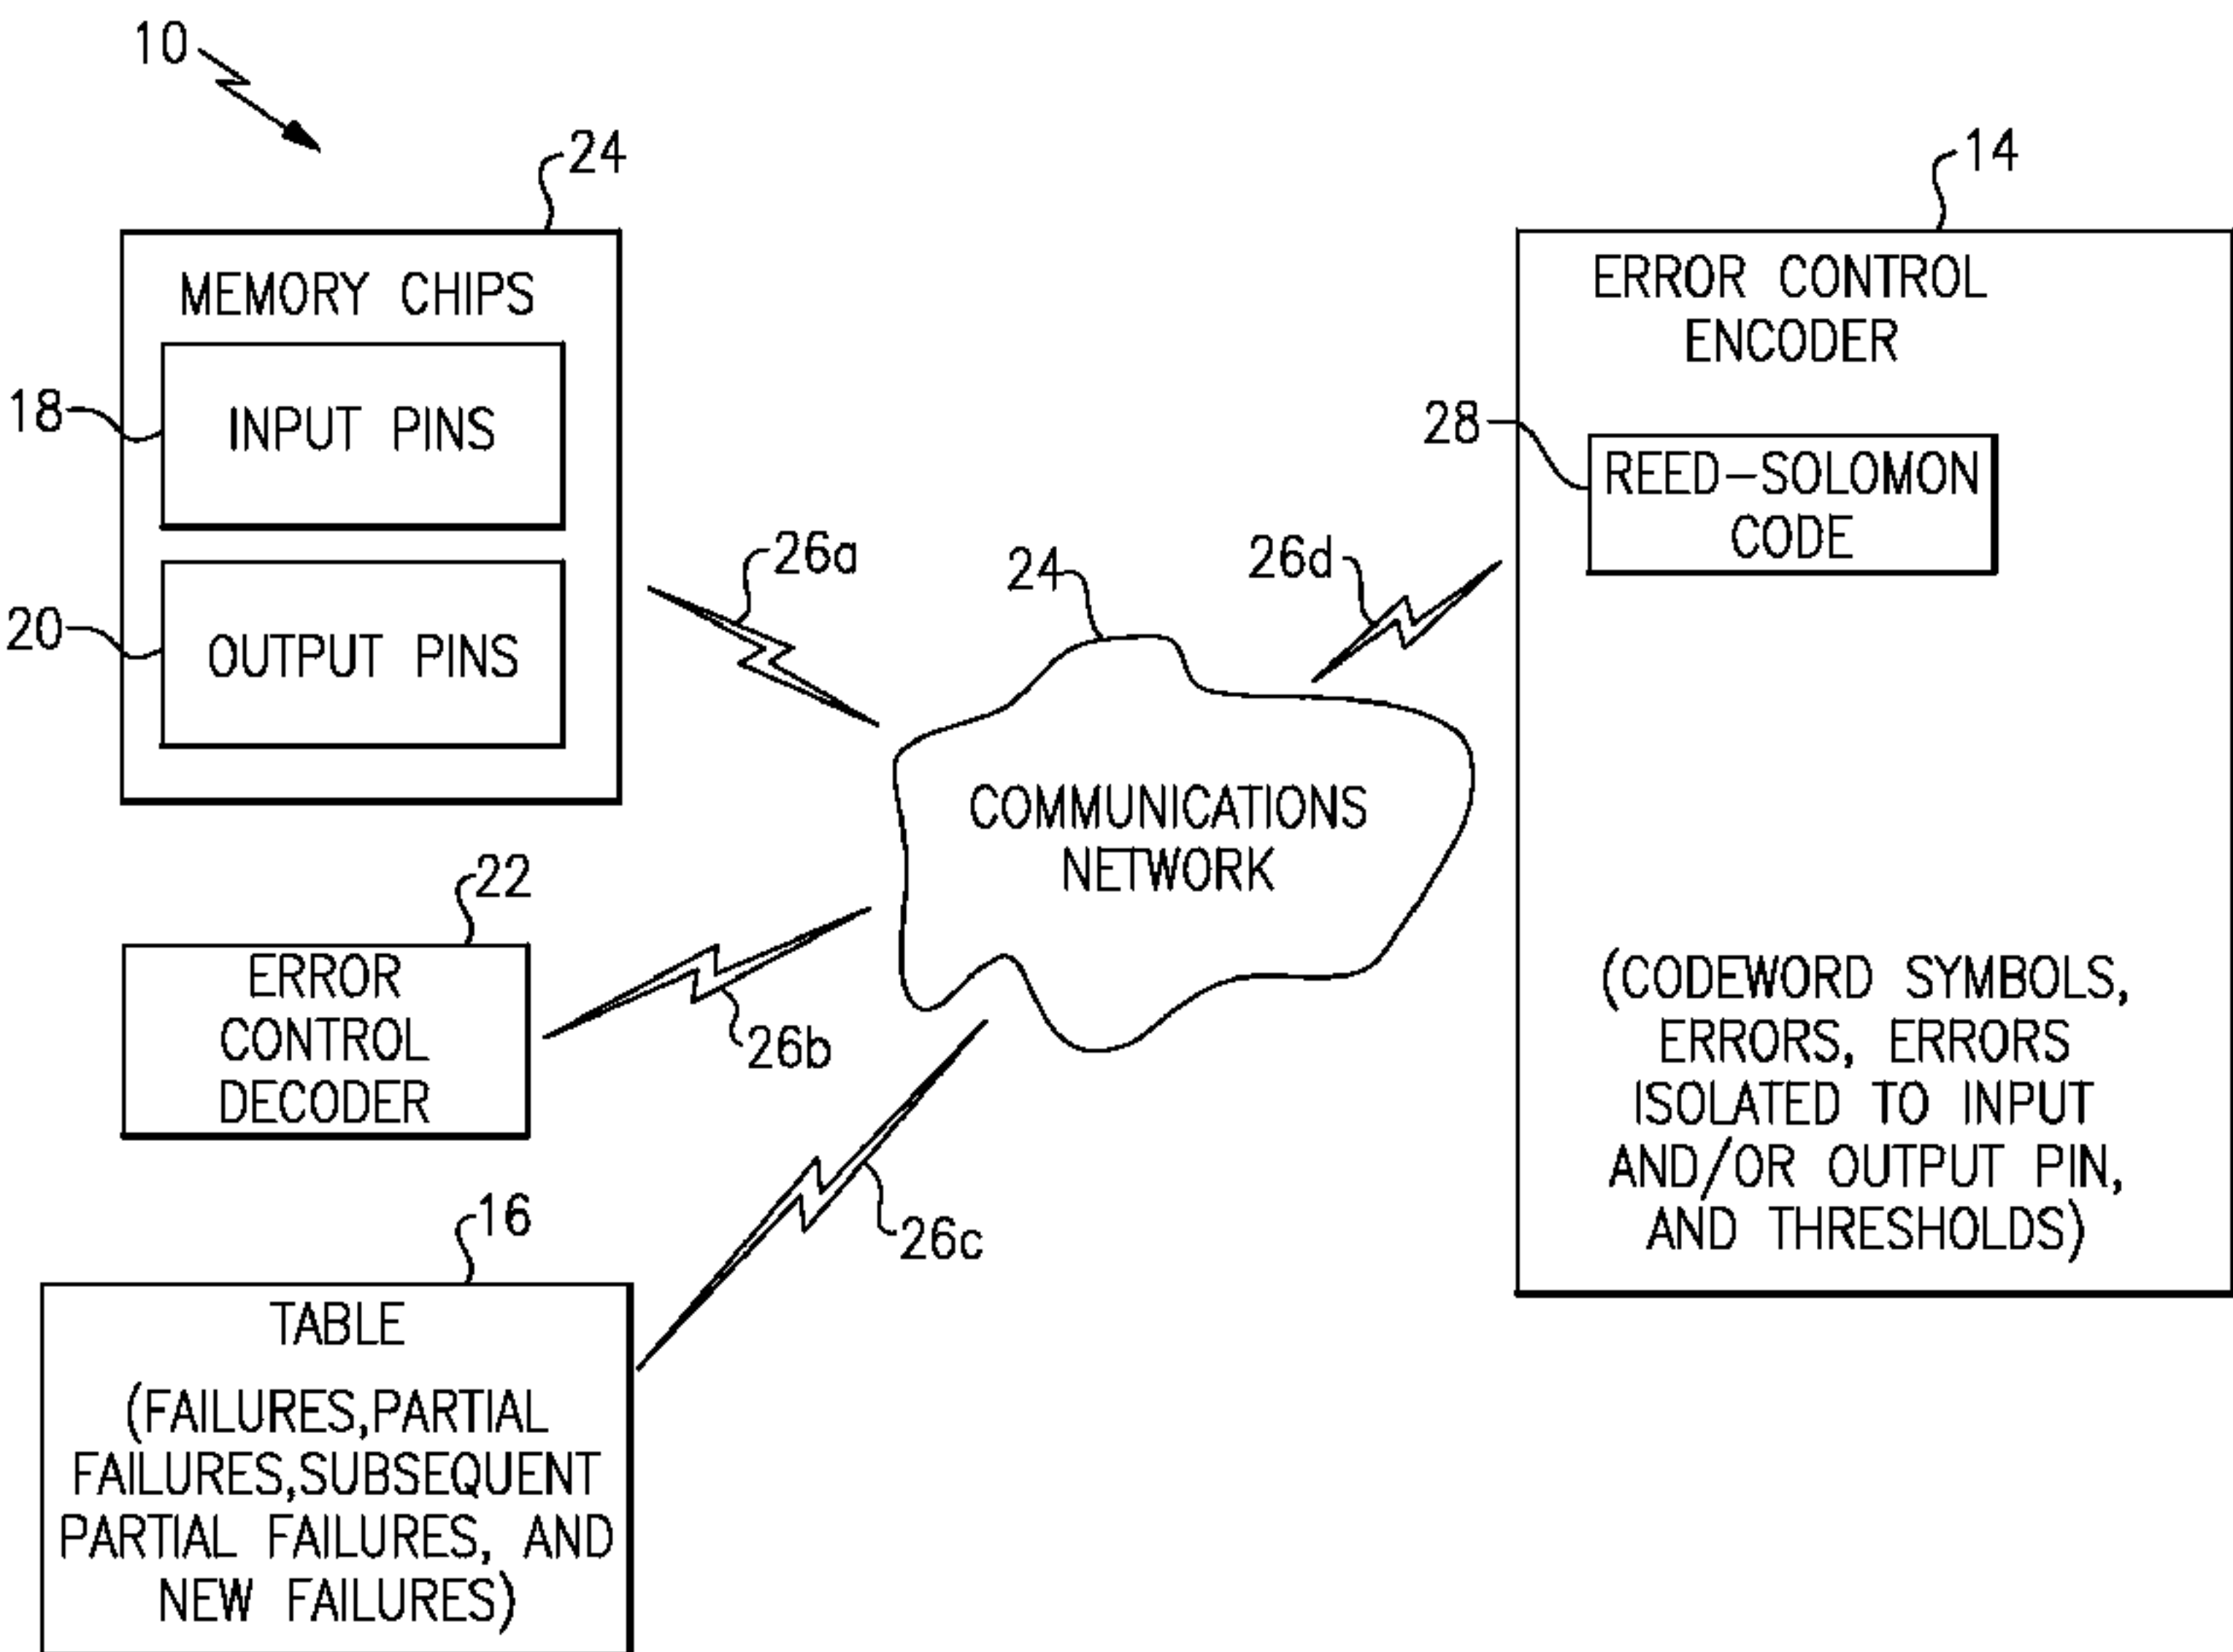 10
24
MEMORY CHIPS
18
INPUT PINS
20
OUTPUT PINS
26a
24
26d
14
ERROR CONTROL
ENCODER
28
REED-SOLOMON
CODE
COMMUNICATIONS
NETWORK
22
ERROR
CONTROL
DECODER
26b
(CODEWORD SYMBOLS,
ERRORS, ERRORS
ISOLATED TO INPUT
AND/OR OUTPUT PIN,
AND THRESHOLDS)
16
26c
TABLE
(FAILURES,PARTIAL
FAILURES,SUBSEQUENT
PARTIAL FAILURES, AND
NEW FAILURES)